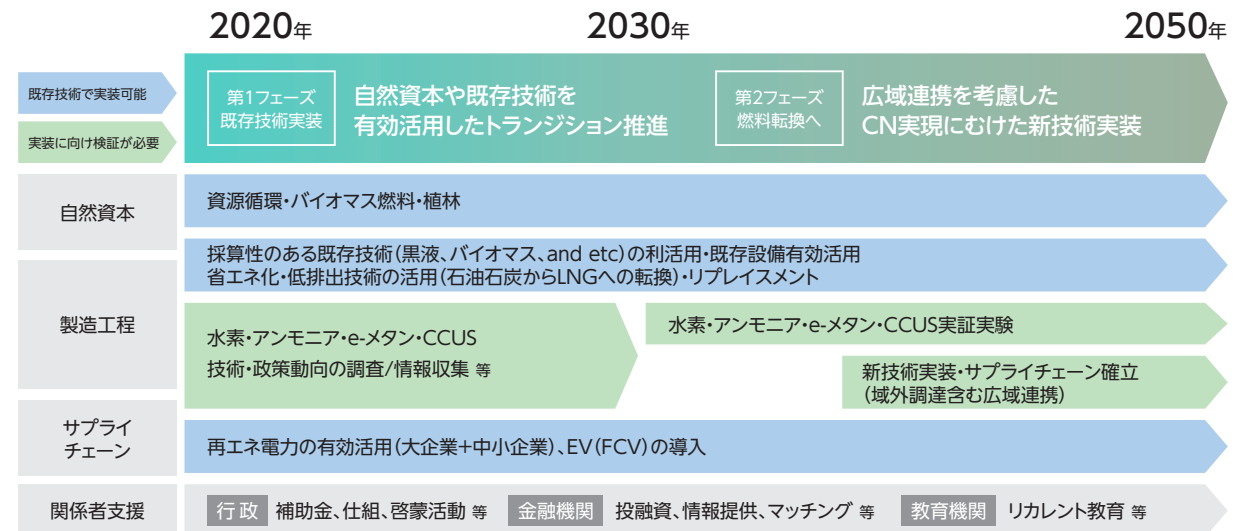 2020年
2030年
2050年
既存技術で実装可能
実装に向け検証が必要
第1フェーズ
既存技術実装
自然資本や既存技術を
有効活用したトランジション推進
第2フェーズ
燃料転換へ
広域連携を考慮した
CN実現にむけた新技術実装
自然資本
資源循環・バイオマス燃料・植林
製造工程
採算性のある既存技術(黒液、バイオマス、and etc)の利活用・既存設備有効活用
省エネ化・低排出技術の活用(石油石炭からLNGへの転換)・リプレイスメント
水素・アンモニア・e-メタン・CCUS
技術・政策動向の調査/情報収集 等
水素・アンモニア・e-メタン・CCUS実証実験
新技術実装・サプライチェーン確立
(域外調達含む広域連携)
サプライ
チェーン
再エネ電力の有効活用(大企業+中小企業)、EV(FCV)の導入
関係者支援
行政 補助金、仕組、啓蒙活動 等 金融機関 投融資、情報提供、マッチング 等 教育機関 リカレント教育 等